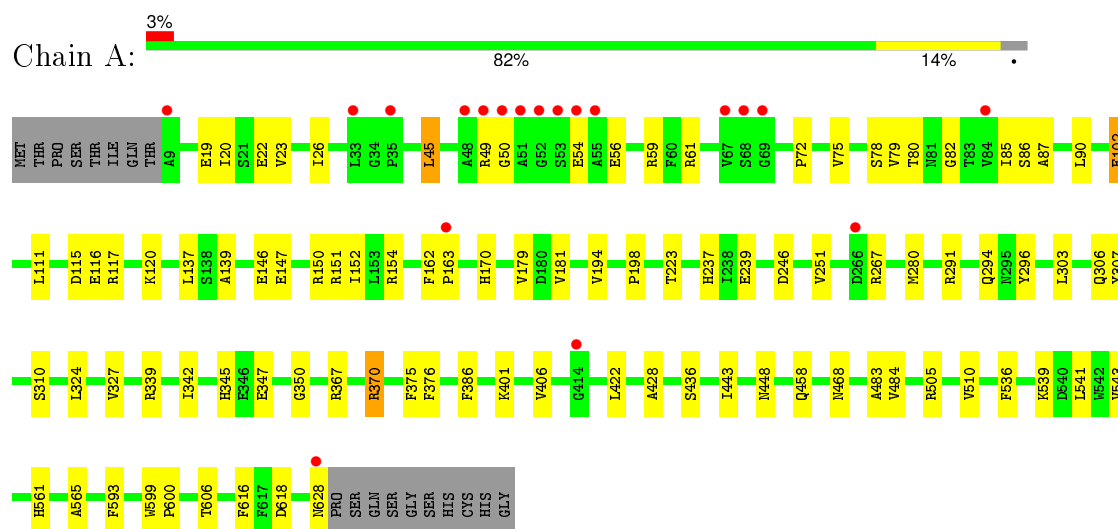 3%
Chain A:
82% 14% •
MET THR PRO SER THR ILE GLN THR A9 E19 I20 S21 E22 V23 I26 L33 G34 P35 L45 A48 R49 G50 A51 G52 S53 E54 A55 E56 R59 F60 R61 V67 S68 G69 P72 V75 S78 V79 T80 N81 G82 T83 V84 I85 S86 A87 L90
L111 D115 E116 R117 K120 L137 S138 A139 E146 E147 R150 R151 I152 L153 R154 F162 P163 H170 V179 D180 V181 V194 P198 T223 H237 I238 E239 D246 V251 D266 R267 M280 R291 Q294 N295 Y296 L303 Q306 Y307
S310 L324 V327 R339 I342 H345 E346 E347 G350 R367 R370 F375 F376 F386 K401 V406 G414 L422 A428 S436 I443 N448 Q458 N468 A483 V484 R505 V510 F536 K539 D540 L541 W542 V543
H561 A565 F593 W599 P600 T606 F616 F617 D618 N628 PRO SER GLN SER GLY SER HIS CYS HIS GLY